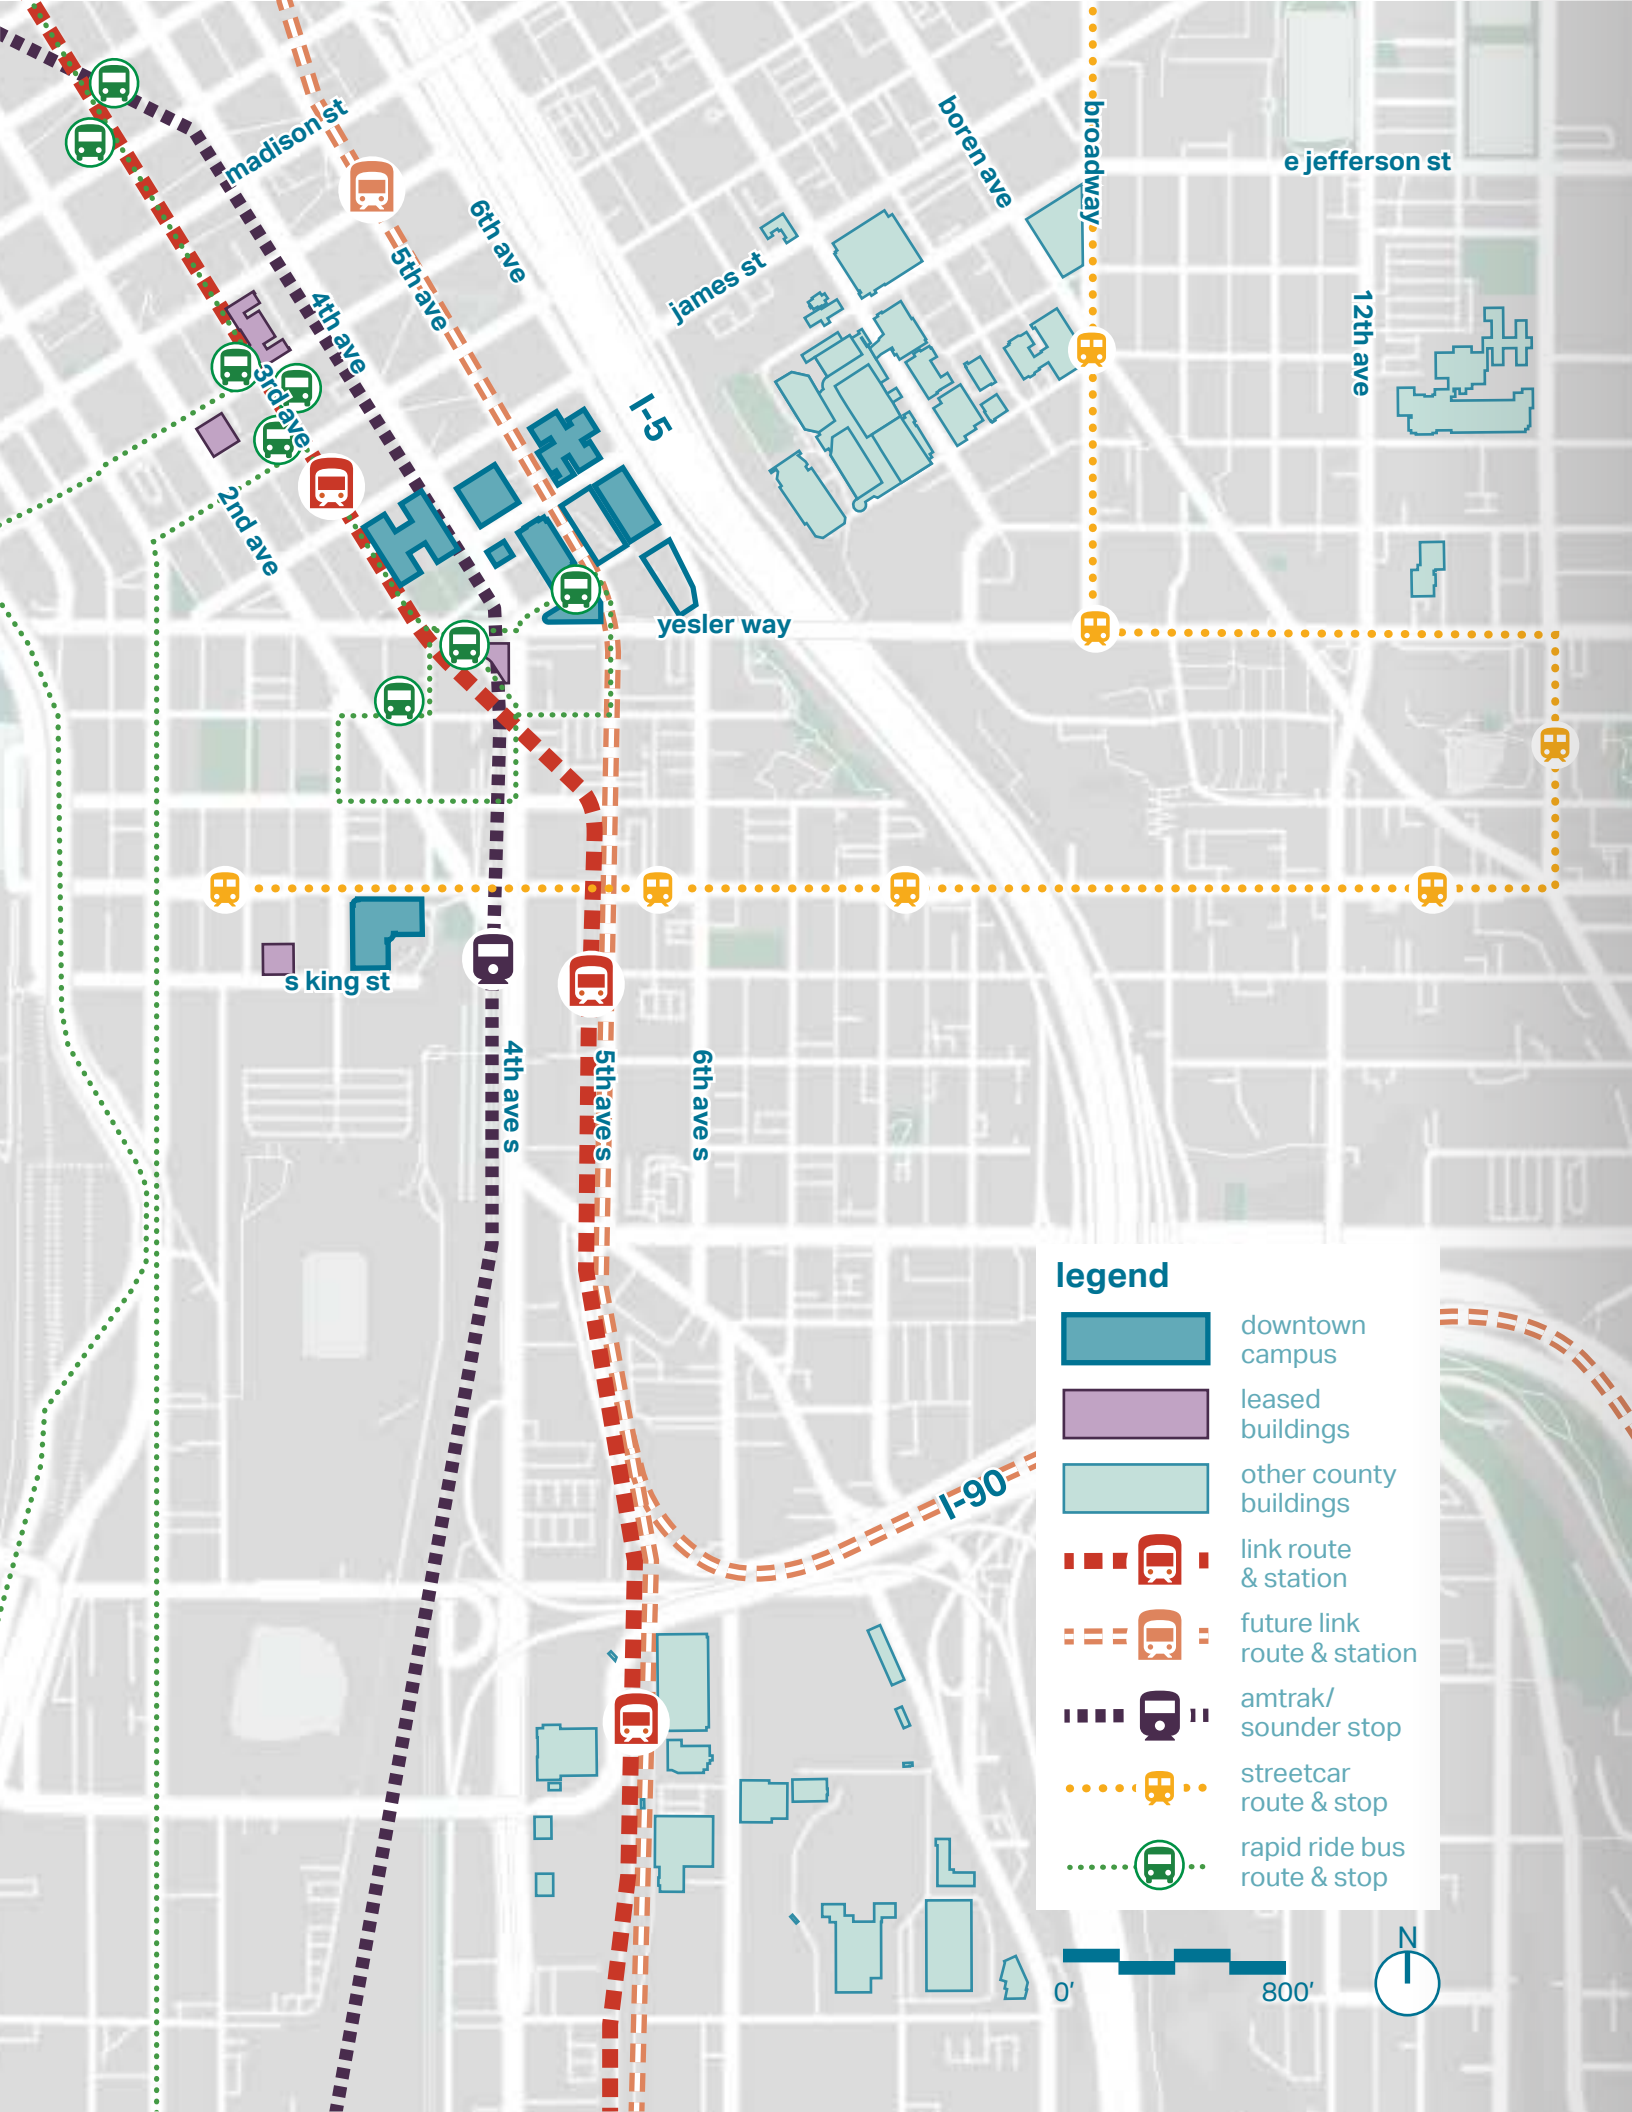 madison st
boren ave
broadway
e jefferson st
6th ave
5th ave
james st
4th ave
12th ave
3rd ave
I-5
2nd ave
yesler way
s king st
4th ave s
5th ave s
6th ave s
I-90
legend
downtown
campus
leased
buildings
other county
buildings
link route
& station
future link
route & station
amtrak/
sounder stop
streetcar
route & stop
rapid ride bus
route & stop
N
0'
800'